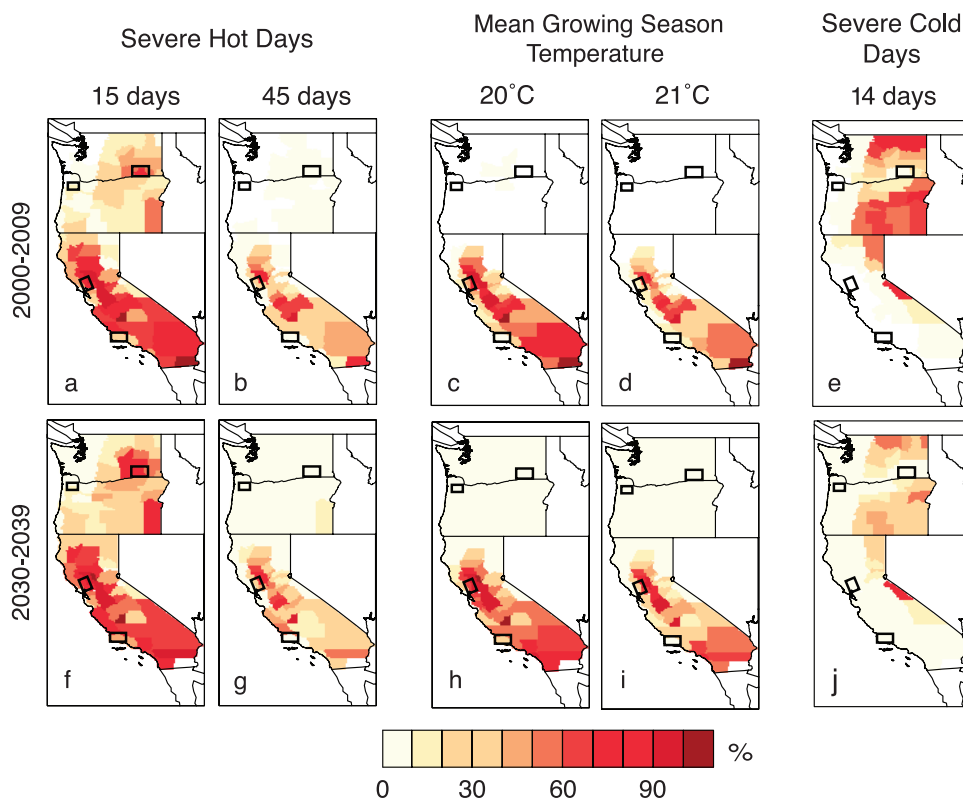 Severe Hot Days
Mean Growing Season
Temperature
Severe Cold
Days
15 days
45 days
20°C
21°C
14 days
2000-2009
a
b
c
d
e
2030-2039
f
g
h
i
j
%
0
30
60
90